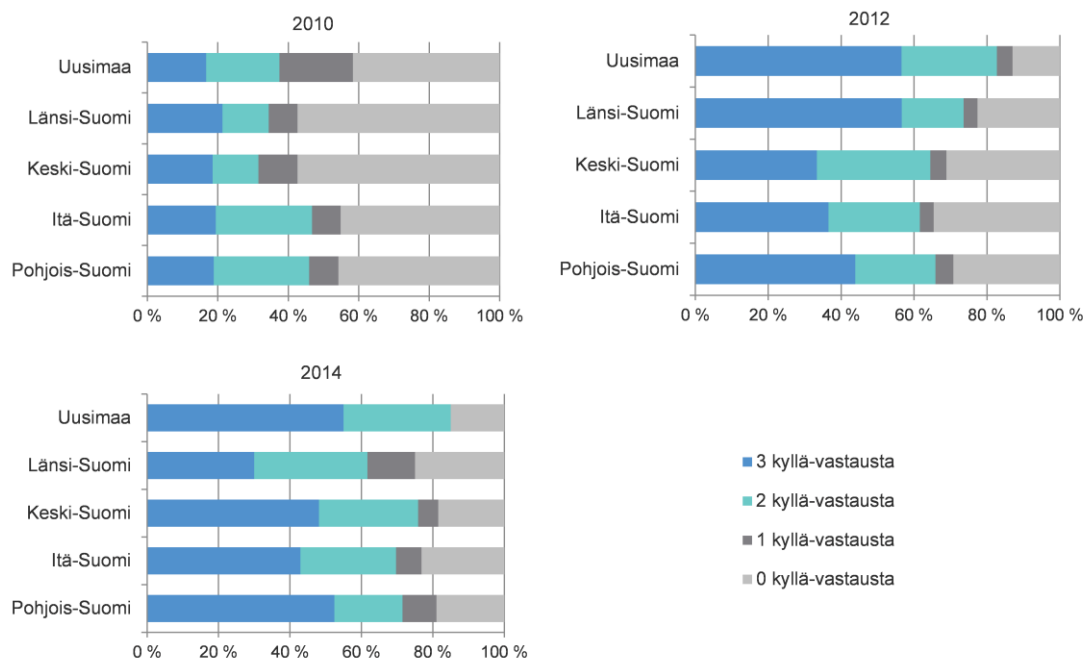 2010
Uusimaa
Länsi-Suomi
Keski-Suomi
Itä-Suomi
Pohjois-Suomi
0 % 20 % 40 % 60 % 80 % 100 %
2012
Uusimaa
Länsi-Suomi
Keski-Suomi
Itä-Suomi
Pohjois-Suomi
0 % 20 % 40 % 60 % 80 % 100 %
2014
Uusimaa
Länsi-Suomi
Keski-Suomi
Itä-Suomi
Pohjois-Suomi
0 % 20 % 40 % 60 % 80 % 100 %
3 kyllä-vastausta
2 kyllä-vastausta
1 kyllä-vastausta
0 kyllä-vastausta